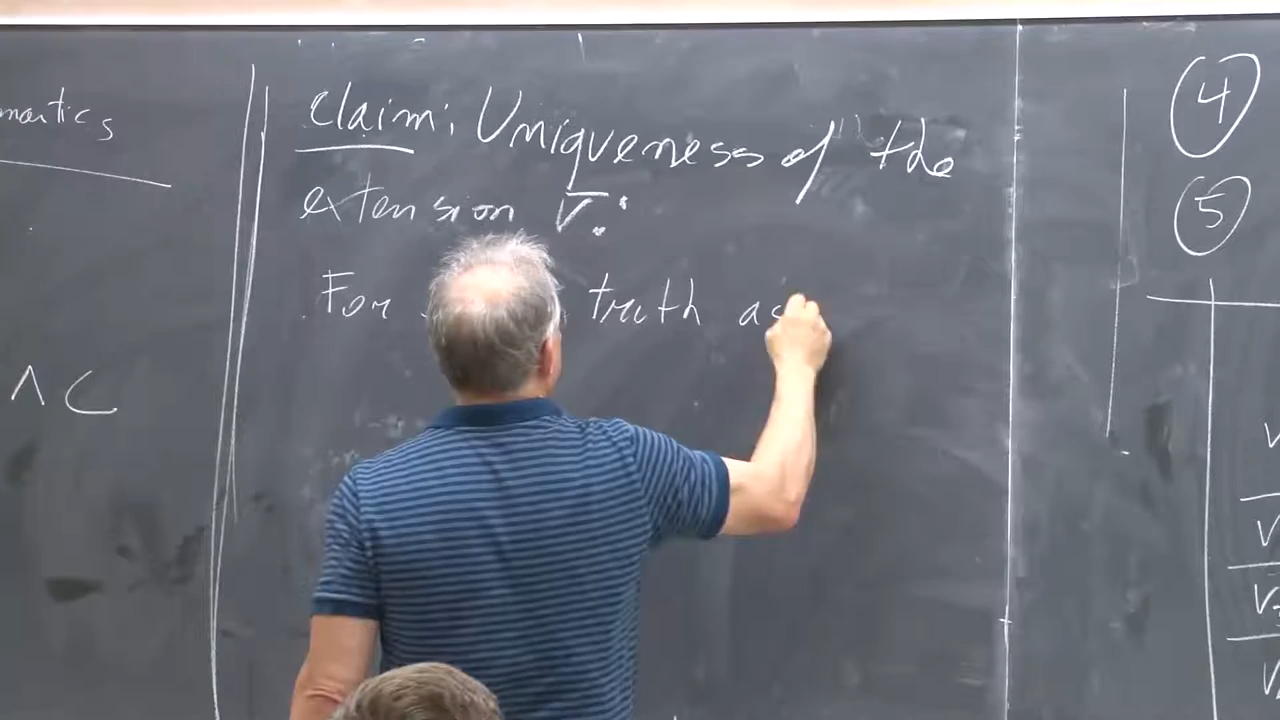 mantics
∧ C
Claim: Uniqueness of the
extension v̅:
For truth as
4
5
v
v
v
v